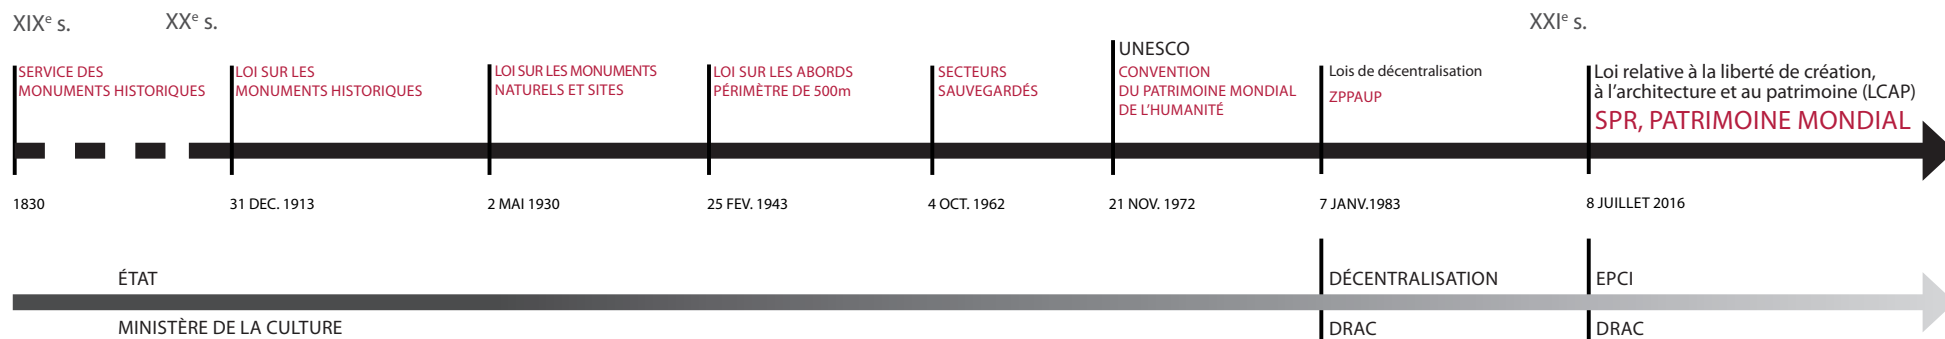 XIXe s.
XXe s.
XXIe s.
SERVICE DES
MONUMENTS HISTORIQUES
LOI SUR LES
MONUMENTS HISTORIQUES
LOI SUR LES MONUMENTS
NATURELS ET SITES
LOI SUR LES ABORDS
PÉRIMÈTRE DE 500m
SECTEURS
SAUVEGARDÉS
UNESCO
CONVENTION
DU PATRIMOINE MONDIAL
DE L'HUMANITÉ
Lois de décentralisation
ZPPAUP
Loi relative à la liberté de création,
à l'architecture et au patrimoine (LCAP)
SPR, PATRIMOINE MONDIAL
1830
31 DEC. 1913
2 MAI 1930
25 FEV. 1943
4 OCT. 1962
21 NOV. 1972
7 JANV.1983
8 JUILLET 2016
ÉTAT
DÉCENTRALISATION
EPCI
MINISTÈRE DE LA CULTURE
DRAC
DRAC